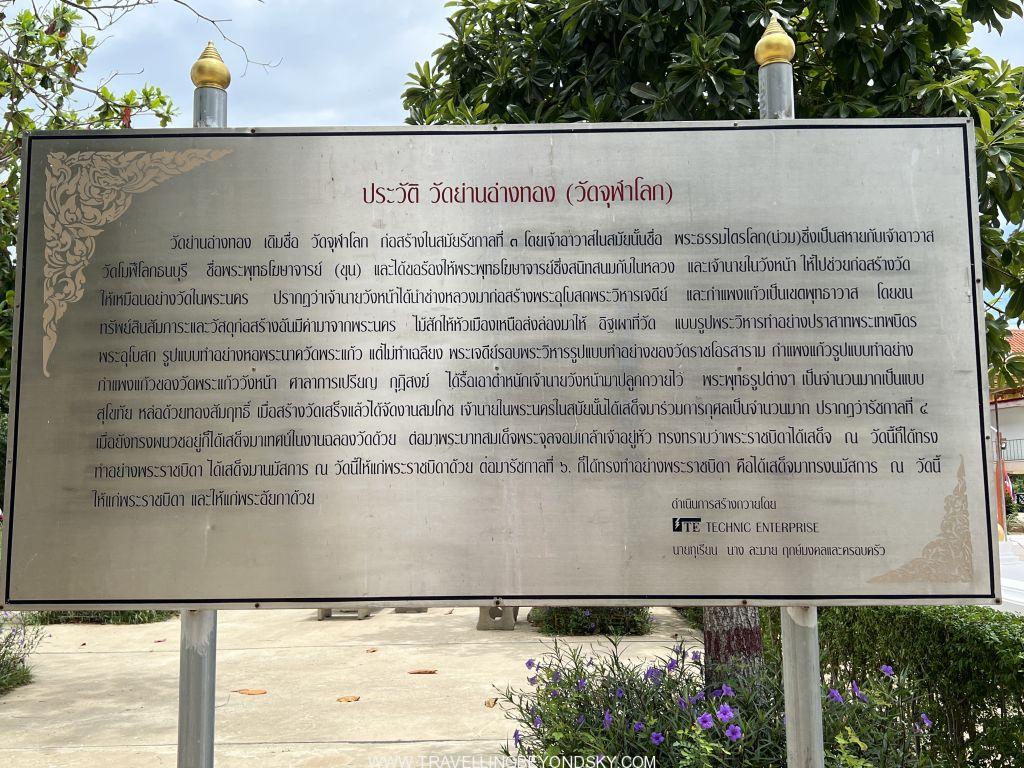 ประวัติ วัดย่านอ่างทอง (วัดจุฬาโลก)
วัดย่านอ่างทอง เดิมชื่อ วัดจุฬาโลก ก่อสร้างในสมัยรัชกาลที่ ๓ โดยเจ้าอาวาสในสมัยนั้นชื่อ พระธรรมไตรโลก(น่วม)ซึ่งเป็นสหายกับเจ้าอาวาส
วัดโมฬีโลกธนบุรี ชื่อพระพุทธโฆษาจารย์ (ขุน) และได้ขอร้องให้พระพุทธโฆษาจารย์ซึ่งสนิทสนมกับในหลวง และเจ้านายในวังหน้า ให้ไปช่วยก่อสร้างวัด
ให้เหมือนอย่างวัดในพระนคร ปรากฏว่าเจ้านายวังหน้าได้นำช่างหลวงมาก่อสร้างพระอุโบสถพระวิหารเจดีย์ และกำแพงแก้วเป็นเขตพุทธาวาส โดยขน
ทรัพย์สินสัมภาระและวัสดุก่อสร้างอันมีค่ามาจากพระนคร ไม้สักให้หัวเมืองเหนือส่งล่องมาให้ อิฐเผาที่วัด แบบรูปพระวิหารทำอย่างปราสาทพระเทพบิดร
พระอุโบสถ รูปแบบทำอย่างหอพระนาควัดพระแก้ว แต่ไม่ทำเฉลียง พระเจดีย์รอบพระวิหารรูปแบบทำอย่างของวัดราชโอรสาราม กำแพงแก้วรูปแบบทำอย่าง
กำแพงแก้วของวัดพระแก้ววังหน้า ศาลาการเปรียญ กุฏิสงฆ์ ได้รื้อเอาตำหนักเจ้านายวังหน้ามาปลูกถวายไว้ พระพุทธรูปต่างๆ เป็นจำนวนมากเป็นแบบ
สุโขทัย หล่อด้วยทองสัมฤทธิ์ เมื่อสร้างวัดเสร็จแล้วได้จัดงานสมโภช เจ้านายในพระนครในสมัยนั้นได้เสด็จมาร่วมการกุศลเป็นจำนวนมาก ปรากฏว่ารัชกาลที่ ๔
เมื่อยังทรงผนวชอยู่ก็ได้เสด็จมาเทศน์ในงานฉลองวัดด้วย ต่อมาพระบาทสมเด็จพระจุลจอมเกล้าเจ้าอยู่หัว ทรงทราบว่าพระราชบิดาได้เสด็จ ณ วัดนี้ก็ได้ทรง
ทำอย่างพระราชบิดา ได้เสด็จมานมัสการ ณ วัดนี้ให้แก่พระราชบิดาด้วย ต่อมารัชกาลที่ ๖. ก็ได้ทรงทำอย่างพระราชบิดา คือได้เสด็จมาทรงนมัสการ ณ วัดนี้
ให้แก่พระราชบิดา และให้แก่พระอัยกาด้วย
ดำเนินการสร้างถวายโดย
TE TECHNIC ENTERPRISE
นายทุเรียน นาง ละมาย ฤกษ์มงคลและครอบครัว
WWW.TRAVELLINGBEYONDSKY.COM